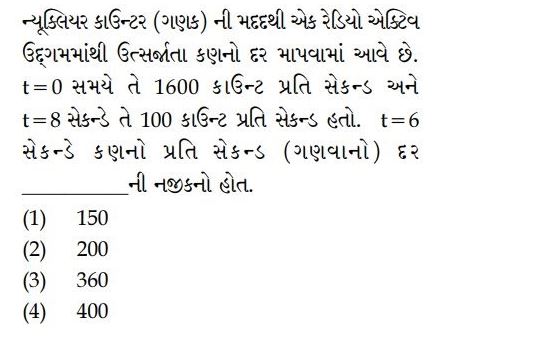 ન્યૂક્લિયર કાઉન્ટર (ગણક) ની મદદથી એક રેડિયો એક્ટિવ
ઉદ્દ્ગમમાંથી ઉત્સર્જાતા કણનો દર માપવામાં આવે છે.
t=0 સમયે તે 1600 કાઉન્ટ પ્રતિ સેકન્ડ અને
t=8 સેકન્ડે તે 100 કાઉન્ટ પ્રતિ સેકન્ડ હતો. t=6
સેકન્ડે કણનો પ્રતિ સેકન્ડ (ગણવાનો) દર
__________ની નજીકનો હોત.
(1) 150
(2) 200
(3) 360
(4) 400